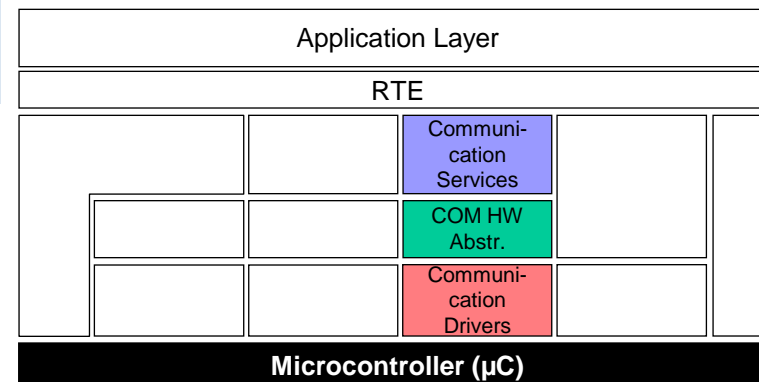 Application Layer
RTE
Communi-
cation
Services
COM HW
Abstr.
Communi-
cation
Drivers
Microcontroller (µC)